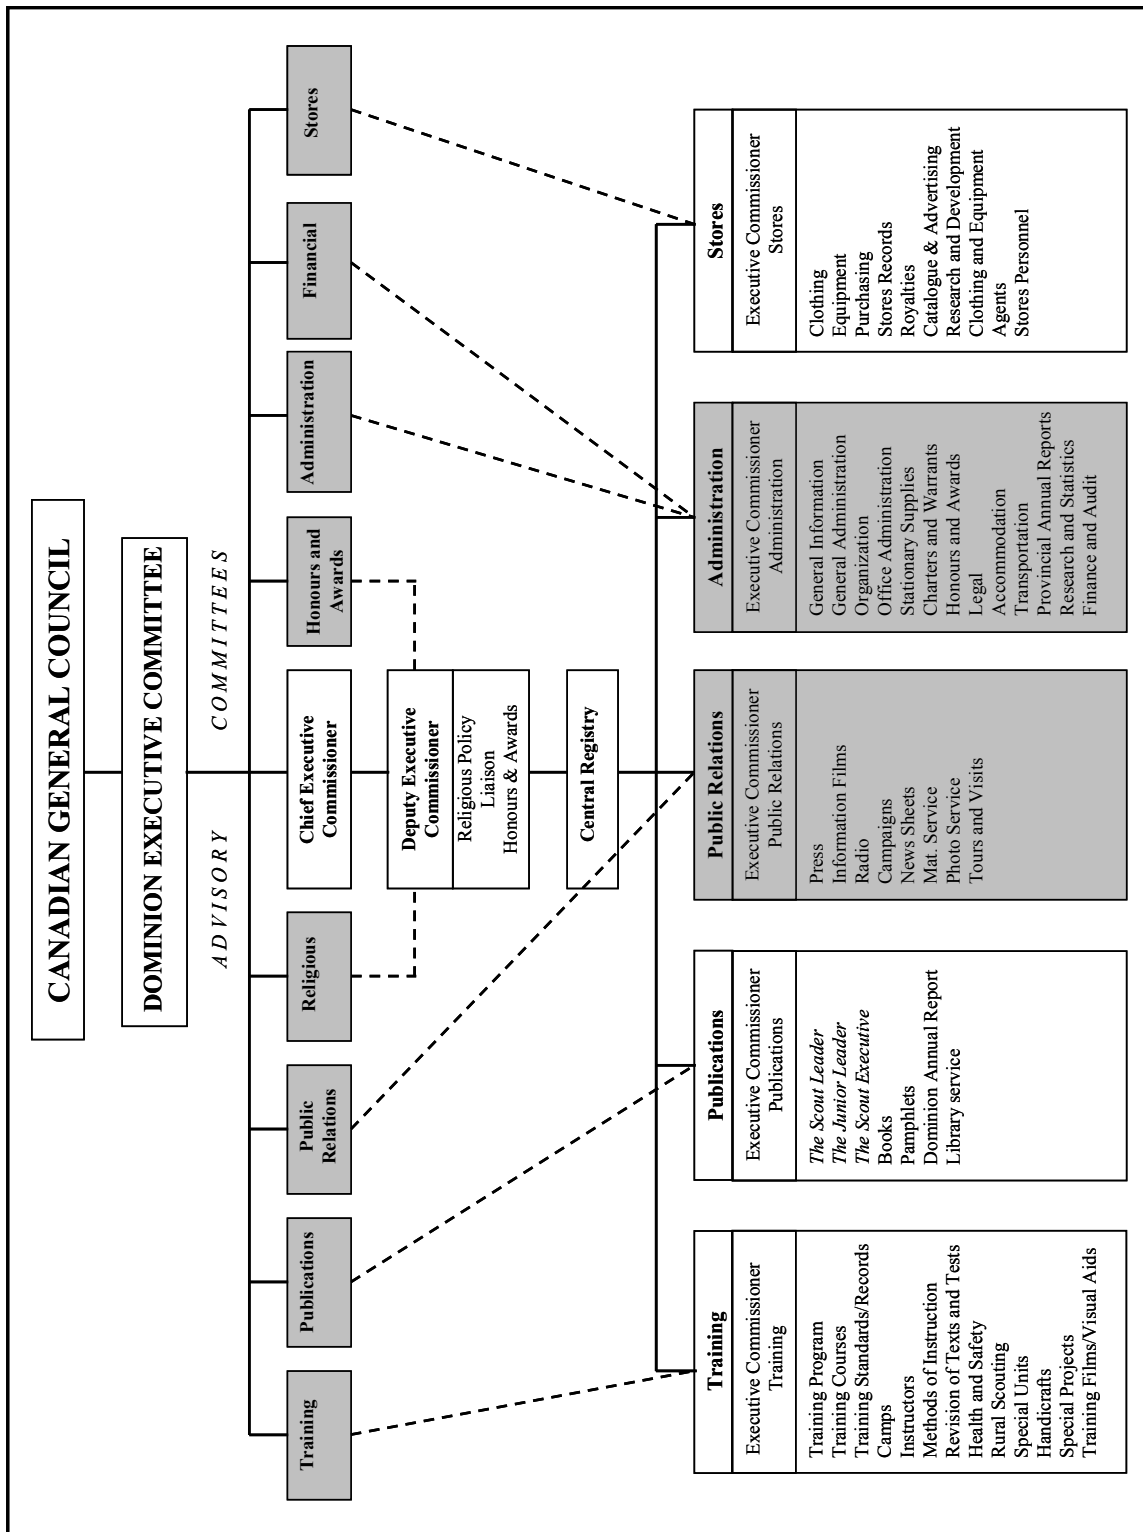 CANADIAN GENERAL COUNCIL
DOMINION EXECUTIVE COMMITTEE
ADVISORY COMMITTEES
Training
Publications
Public
Relations
Religious
Chief Executive
Commissioner
Honours and
Awards
Administration
Financial
Stores
Deputy Executive
Commissioner
Religious Policy
Liaison
Honours & Awards
Central Registry
Training
Executive Commissioner
Training
Training Program
Training Courses
Training Standards/Records
Camps
Instructors
Methods of Instruction
Revision of Texts and Tests
Health and Safety
Rural Scouting
Special Units
Handicrafts
Special Projects
Training Films/Visual Aids
Publications
Executive Commissioner
Publications
The Scout Leader
The Junior Leader
The Scout Executive
Books
Pamphlets
Dominion Annual Report
Library service
Public Relations
Executive Commissioner
Public Relations
Press
Information Films
Radio
Campaigns
News Sheets
Mat. Service
Photo Service
Tours and Visits
Administration
Executive Commissioner
Administration
General Information
General Administration
Organization
Office Administration
Stationary Supplies
Charters and Warrants
Honours and Awards
Legal
Accommodation
Transportation
Provincial Annual Reports
Research and Statistics
Finance and Audit
Stores
Executive Commissioner
Stores
Clothing
Equipment
Purchasing
Stores Records
Royalties
Catalogue & Advertising
Research and Development
Clothing and Equipment
Agents
Stores Personnel